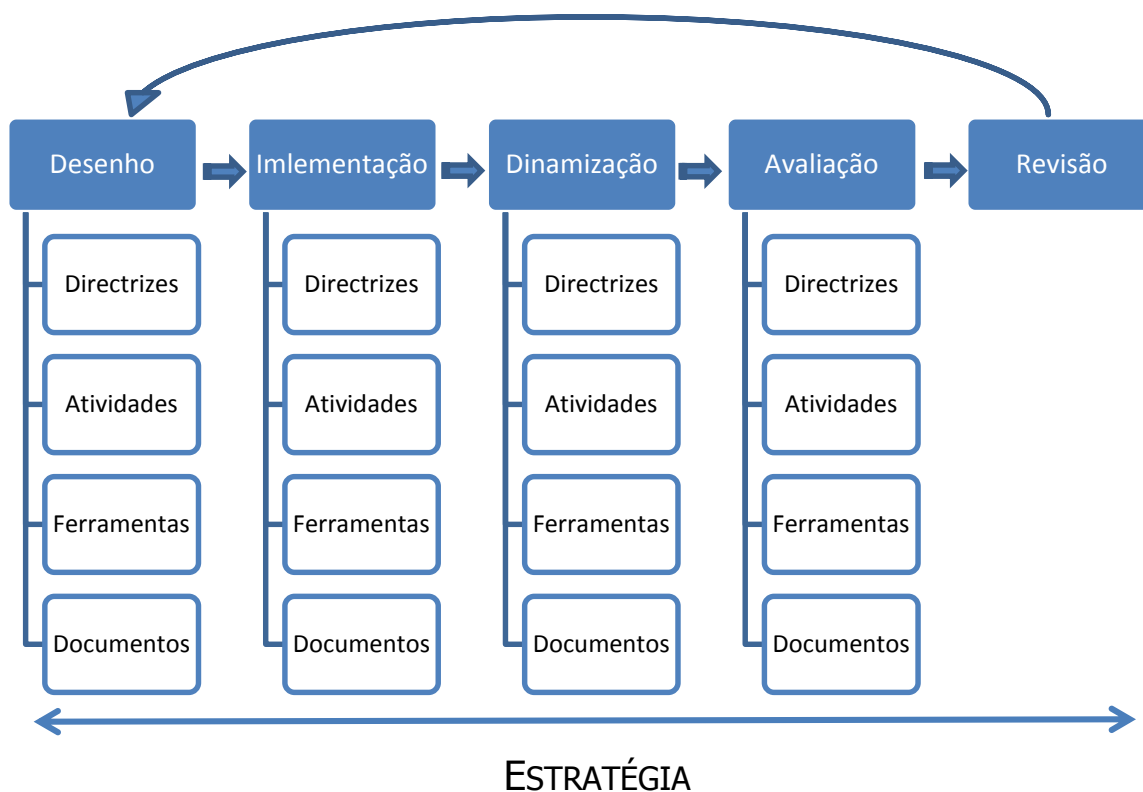 Desenho
Imlementação
Dinamização
Avaliação
Revisão
Directrizes
Directrizes
Directrizes
Directrizes
Atividades
Atividades
Atividades
Atividades
Ferramentas
Ferramentas
Ferramentas
Ferramentas
Documentos
Documentos
Documentos
Documentos
ESTRATÉGIA